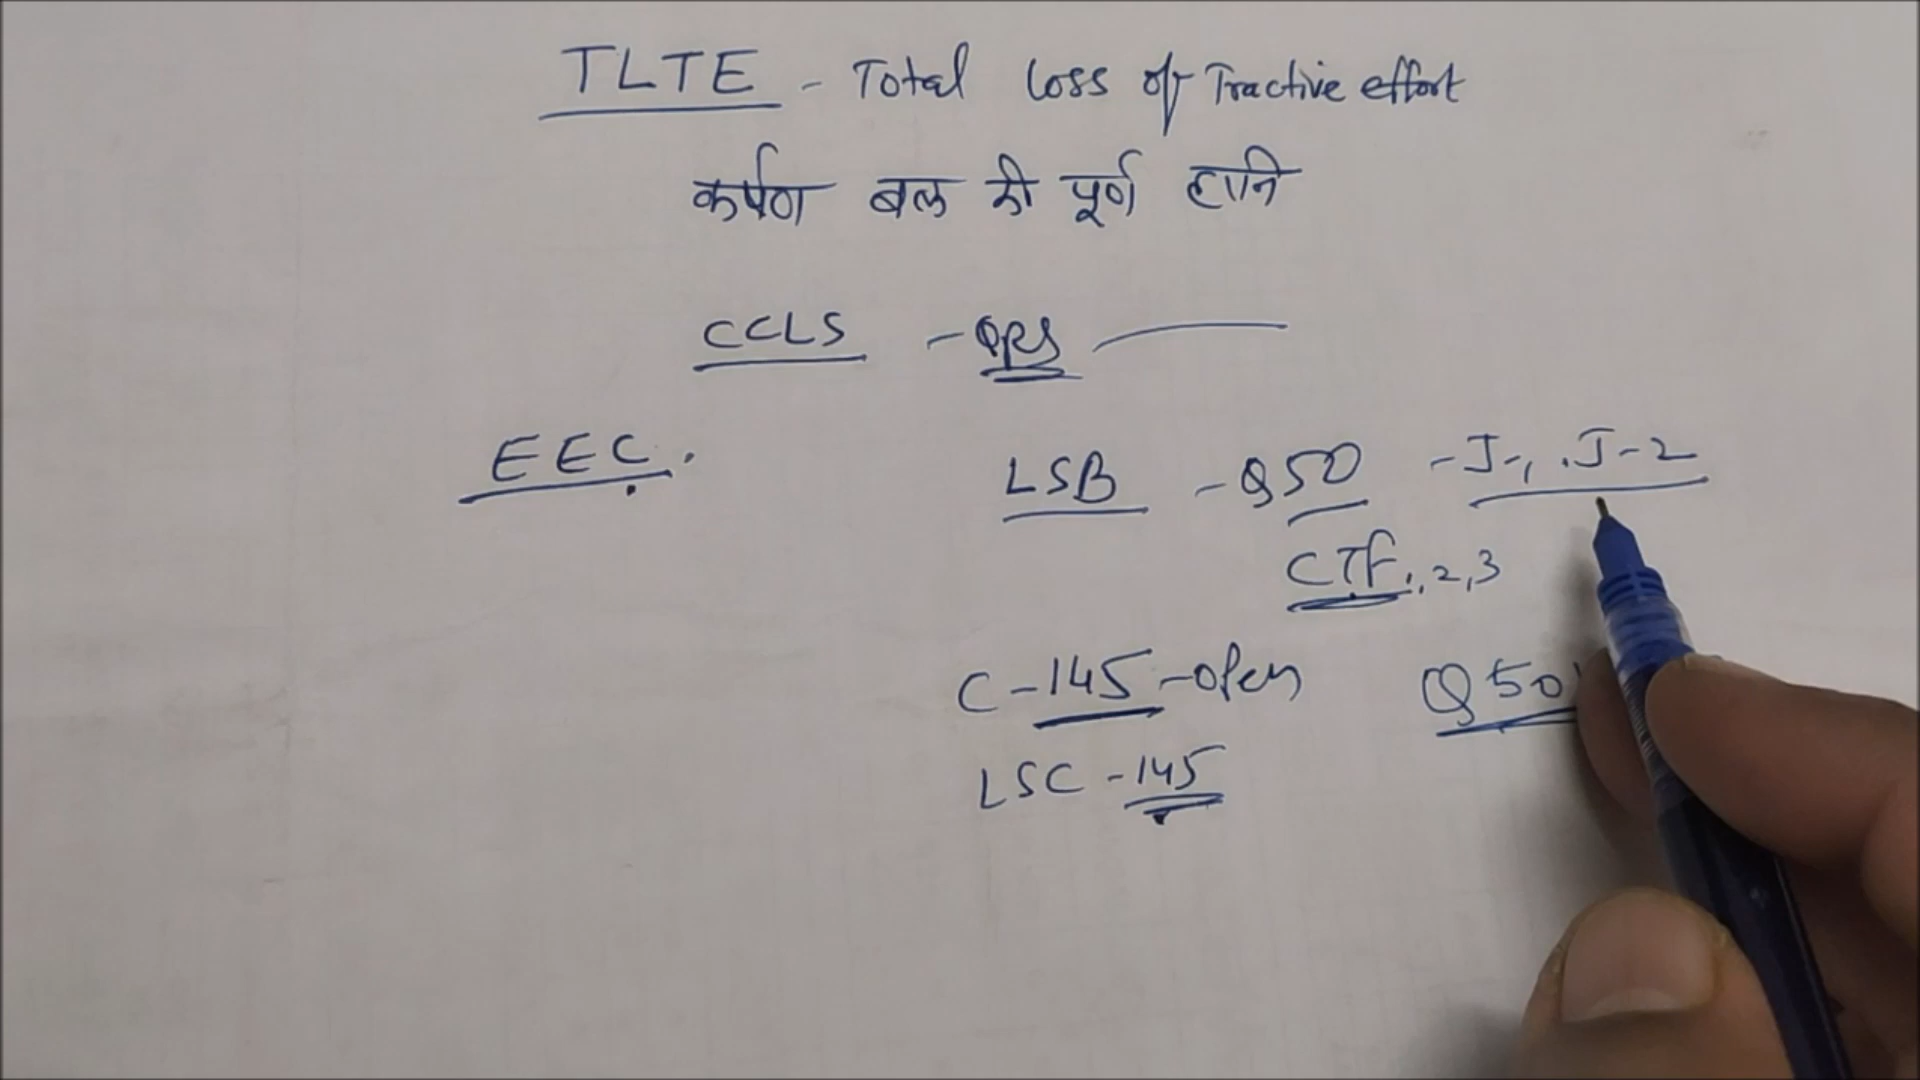 TLTE - Total Loss of Tractive effort
कर्षण बल की पूर्ण हानि
CCLS -
EEC.
LSB - Q50 - J-1, J-2
CTF1,2,3
C-145-open Q50
LSC-145